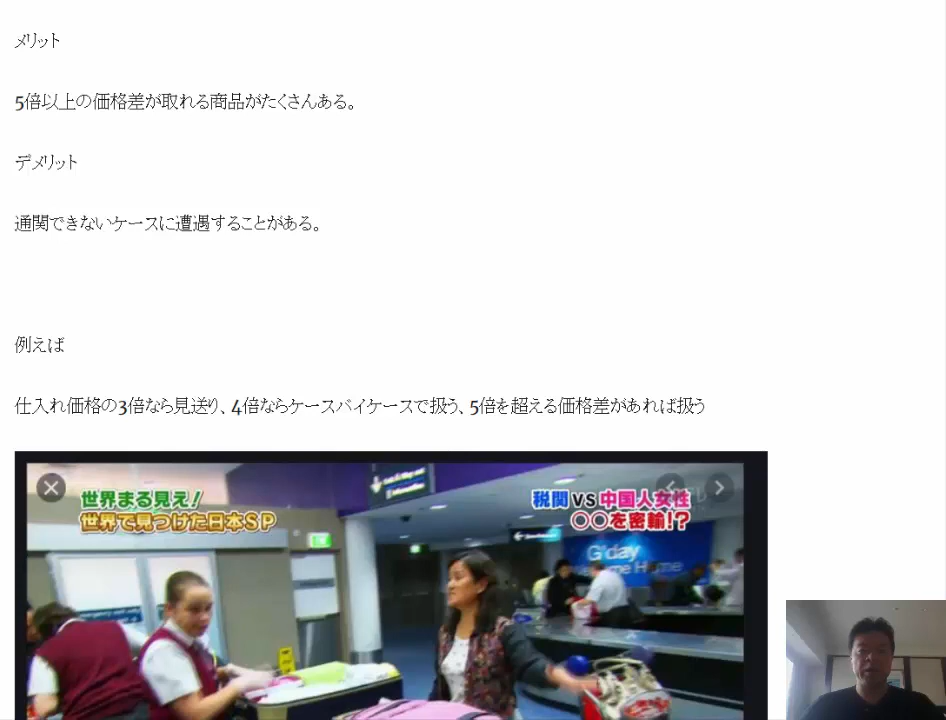 メリット
5倍以上の価格差が取れる商品がたくさんある。
デメリット
通関できないケースに遭遇することがある。
例えば
仕入れ価格の3倍なら見送り、4倍ならケースバイケースで扱う、5倍を超える価格差があれば扱う
世界まる見え!
世界で見つけた日本SP
税関VS中国人女性
○○を密輸!?
G'day
Welcome Home